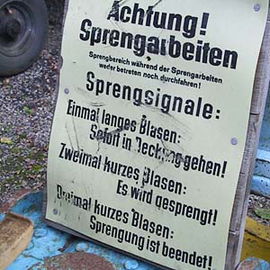 Achtung!
Sprengarbeiten
Sprengbereich während der Sprengarbeiten
weder betreten noch durchfahren!
Sprengsignale:
Einmal langes Blasen:
Sofort in Deckung gehen!
Zweimal kurzes Blasen:
Es wird gesprengt!
Dreimal kurzes Blasen:
Sprengung ist beendet!